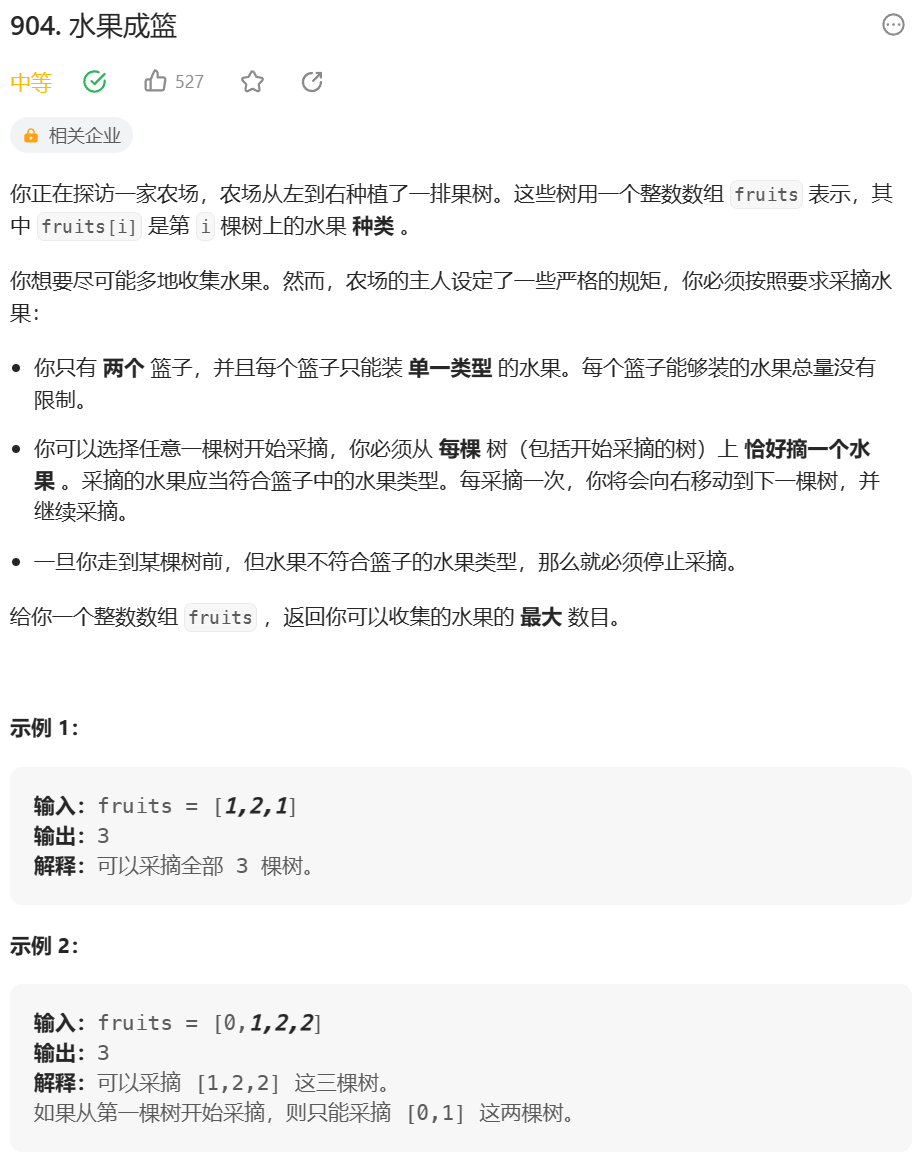 904. 水果成篮
中等 527
相关企业
你正在探访一家农场，农场从左到右种植了一排果树。这些树用一个整数数组 fruits 表示，其
中 fruits[i] 是第 i 棵树上的水果 种类 。
你想要尽可能多地收集水果。然而，农场的主人设定了一些严格的规矩，你必须按照要求采摘水
果：
• 你只有 两个 篮子，并且每个篮子只能装 单一类型 的水果。每个篮子能够装的水果总量没有
限制。
• 你可以选择任意一棵树开始采摘，你必须从 每棵 树（包括开始采摘的树）上 恰好摘一个水
果 。采摘的水果应当符合篮子中的水果类型。每采摘一次，你将会向右移动到下一棵树，并
继续采摘。
• 一旦你走到某棵树前，但水果不符合篮子的水果类型，那么就必须停止采摘。
给你一个整数数组 fruits ，返回你可以收集的水果的 最大 数目。
示例 1：
输入：fruits = [1,2,1]
输出：3
解释：可以采摘全部 3 棵树。
示例 2：
输入：fruits = [0,1,2,2]
输出：3
解释：可以采摘 [1,2,2] 这三棵树。
如果从第一棵树开始采摘，则只能采摘 [0,1] 这两棵树。